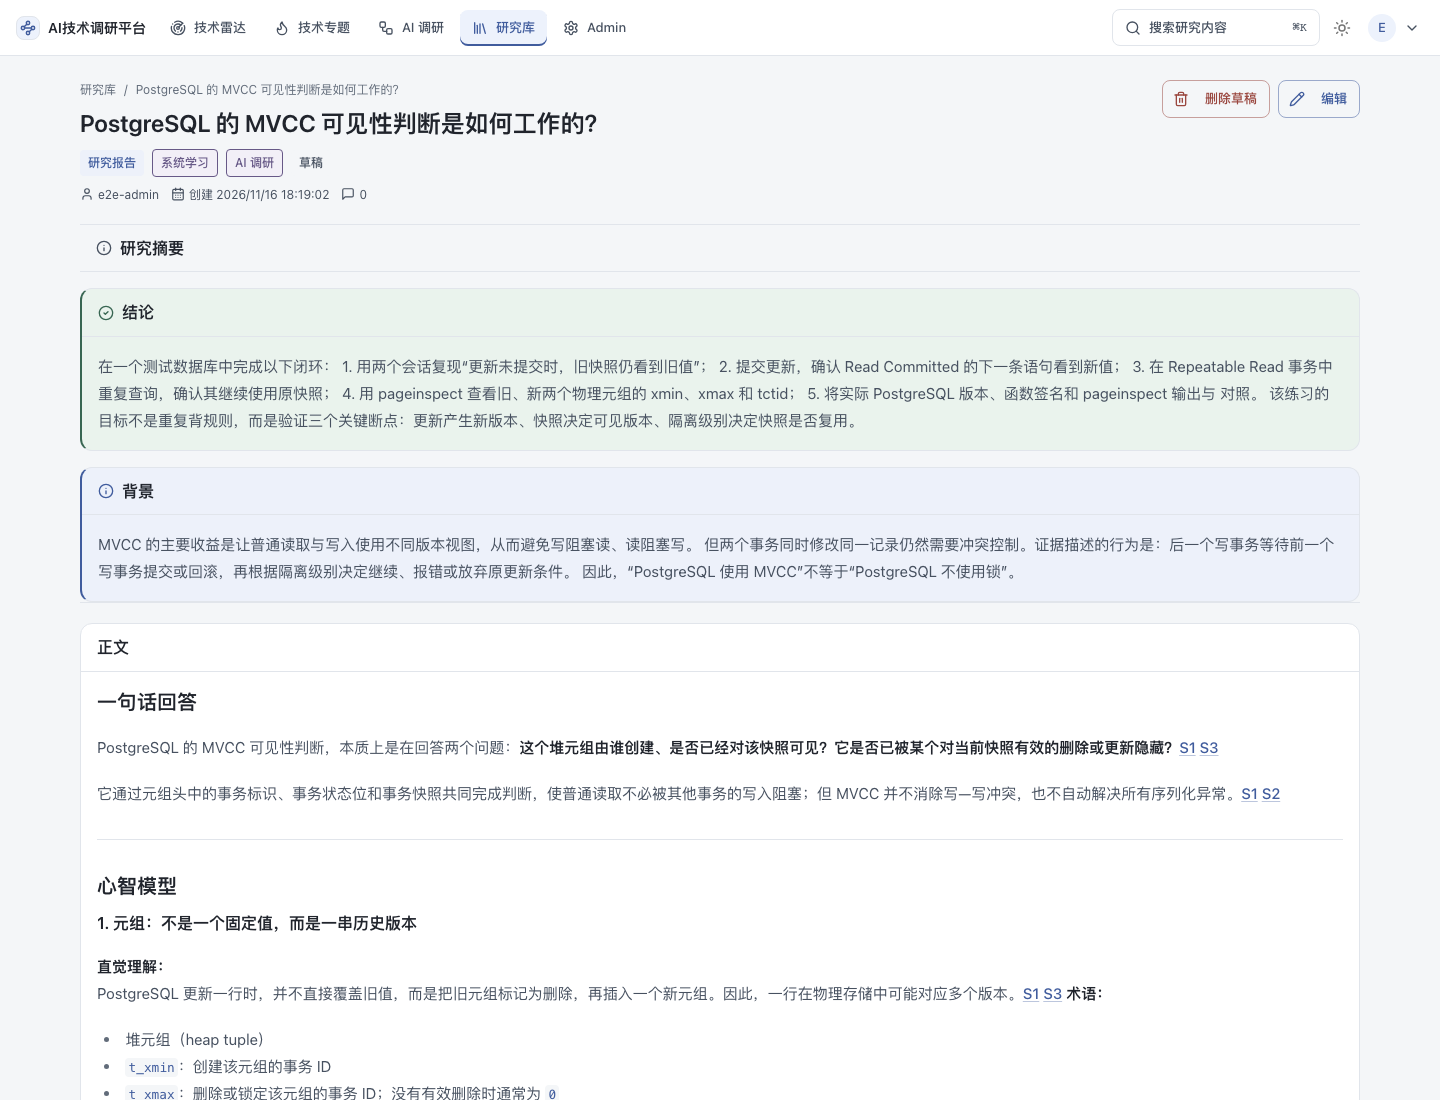 AI技术调研平台 技术雷达 技术专题 AI 调研 研究库 Admin 搜索研究内容 ⌘K E
研究库 / PostgreSQL 的 MVCC 可见性判断是如何工作的?
删除草稿 编辑
PostgreSQL 的 MVCC 可见性判断是如何工作的?
研究报告 系统学习 AI 调研 草稿
e2e-admin 创建 2026/11/16 18:19:02 0
研究摘要
结论
在一个测试数据库中完成以下闭环： 1. 用两个会话复现“更新未提交时，旧快照仍看到旧值”； 2. 提交更新，确认 Read Committed 的下一条语句看到新值； 3. 在 Repeatable Read 事务中
重复查询，确认其继续使用原快照； 4. 用 pageinspect 查看旧、新两个物理元组的 xmin、xmax 和 tctid； 5. 将实际 PostgreSQL 版本、函数签名和 pageinspect 输出与 对照。 该练习的
目标不是重复背规则，而是验证三个关键断点：更新产生新版本、快照决定可见版本、隔离级别决定快照是否复用。
背景
MVCC 的主要收益是让普通读取与写入使用不同版本视图，从而避免写阻塞读、读阻塞写。 但两个事务同时修改同一记录仍然需要冲突控制。证据描述的行为是：后一个写事务等待前一个
写事务提交或回滚，再根据隔离级别决定继续、报错或放弃原更新条件。 因此，“PostgreSQL 使用 MVCC”不等于“PostgreSQL 不使用锁”。
正文
一句话回答
PostgreSQL 的 MVCC 可见性判断，本质上是在回答两个问题：这个堆元组由谁创建、是否已经对该快照可见？它是否已被某个对当前快照有效的删除或更新隐藏？ S1 S3
它通过元组头中的事务标识、事务状态位和事务快照共同完成判断，使普通读取不必被其他事务的写入阻塞；但 MVCC 并不消除写—写冲突，也不自动解决所有序列化异常。S1 S2
心智模型
1. 元组：不是一个固定值，而是一串历史版本
直觉理解：
PostgreSQL 更新一行时，并不直接覆盖旧值，而是把旧元组标记为删除，再插入一个新元组。因此，一行在物理存储中可能对应多个版本。S1 S3 术语：
堆元组（heap tuple）
t_xmin：创建该元组的事务 ID
t_xmax：删除或锁定该元组的事务 ID；没有有效删除时通常为 0